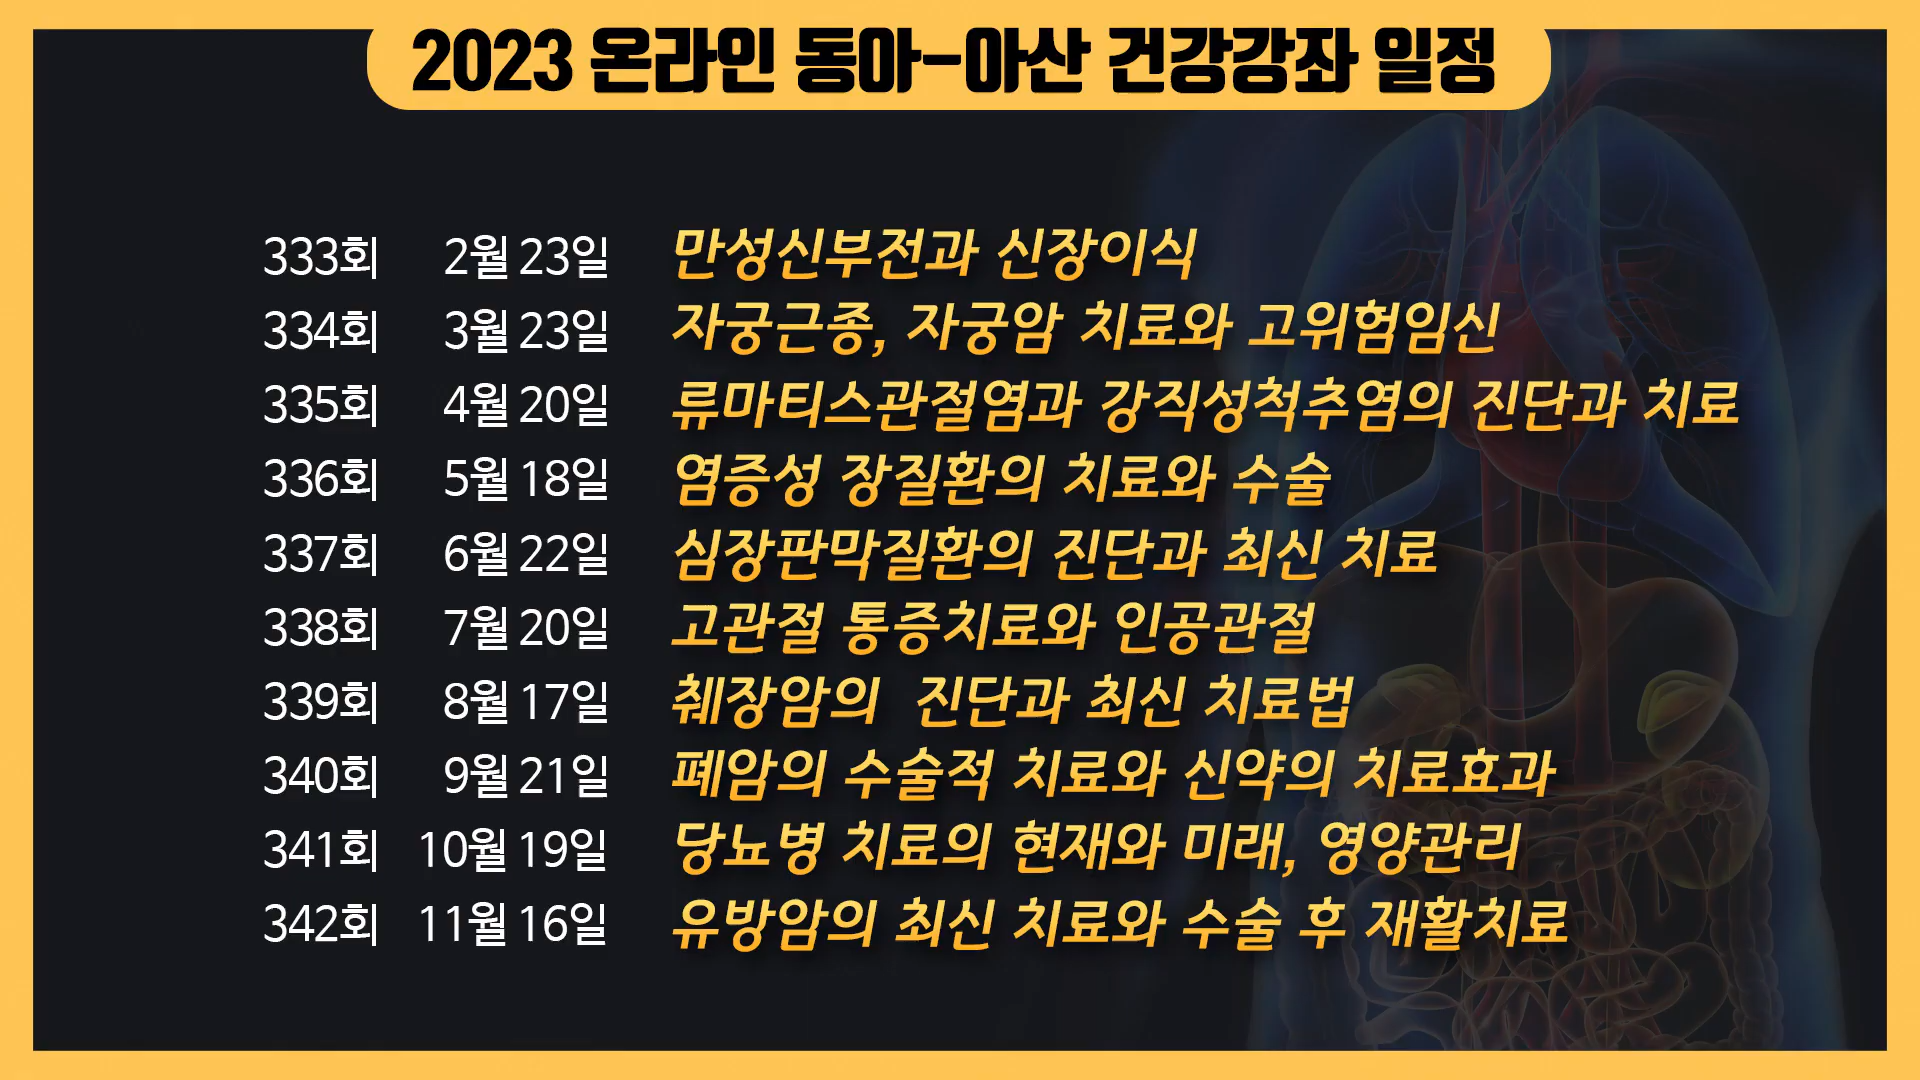 2023 온라인 동아-아산 건강강좌 일정
333회 2월 23일 만성신부전과 신장이식
334회 3월 23일 자궁근종, 자궁암 치료와 고위험임신
335회 4월 20일 류마티스관절염과 강직성척추염의 진단과 치료
336회 5월 18일 염증성 장질환의 치료와 수술
337회 6월 22일 심장판막질환의 진단과 최신 치료
338회 7월 20일 고관절 통증치료와 인공관절
339회 8월 17일 췌장암의 진단과 최신 치료법
340회 9월 21일 폐암의 수술적 치료와 신약의 치료효과
341회 10월 19일 당뇨병 치료의 현재와 미래, 영양관리
342회 11월 16일 유방암의 최신 치료와 수술 후 재활치료